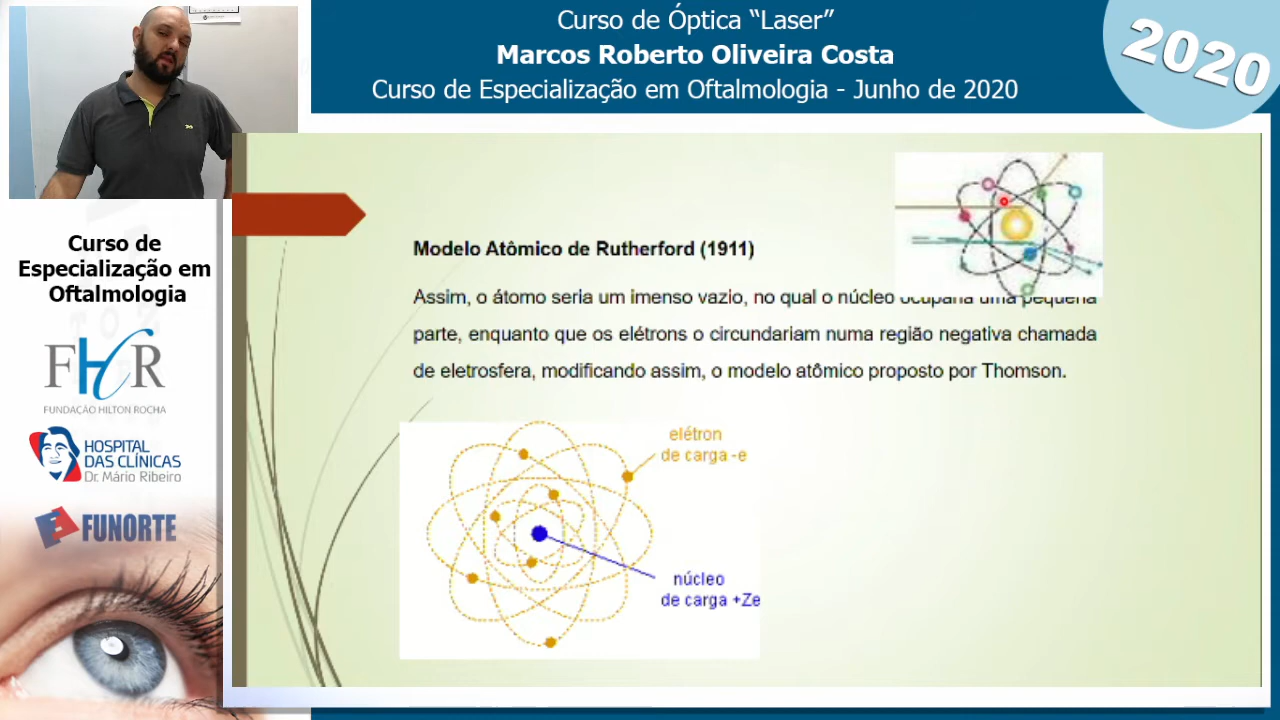 Curso de Óptica “Laser”
Marcos Roberto Oliveira Costa
Curso de Especialização em Oftalmologia - Junho de 2020
2020
Curso de
Especialização em
Oftalmologia
FHR
FUNDAÇÃO HILTON ROCHA
HOSPITAL
DAS CLÍNICAS
Dr. Mário Ribeiro
FUNORTE
Modelo Atômico de Rutherford (1911)
Assim, o átomo seria um imenso vazio, no qual o núcleo ocuparia uma pequena
parte, enquanto que os elétrons o circundariam numa região negativa chamada
de eletrosfera, modificando assim, o modelo atômico proposto por Thomson.
elétron
de carga -e
núcleo
de carga +Ze